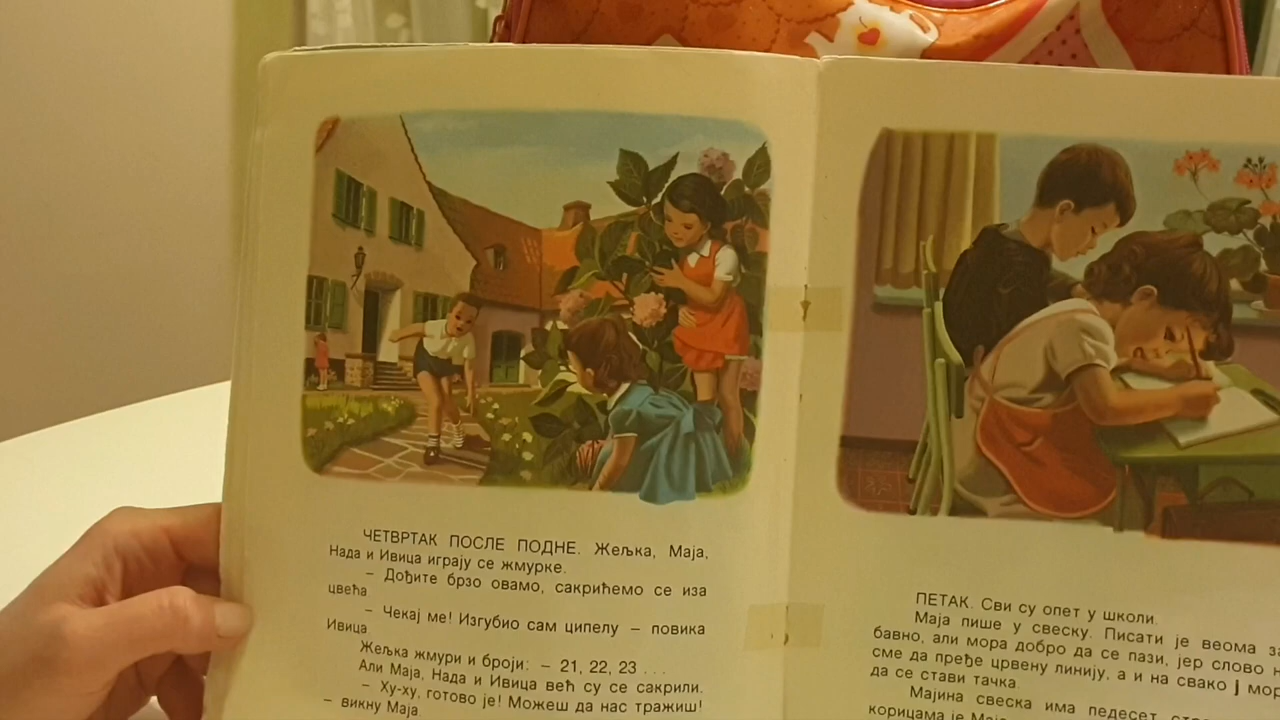 ЧЕТВРТАК ПОСЛЕ ПОДНЕ. Жељка, Маја,
Нада и Ивица играју се жмурке.
– Дођите брзо овамо, сакрићемо се иза
цвећа
– Чекај ме! Изгубио сам ципелу – повика
Ивица.
Жељка жмури и броји: – 21, 22, 23 . . .
Али Маја, Нада и Ивица већ су се сакрили.
– Ху-ху, готово је! Можеш да нас тражиш!
– викну Маја.
ПЕТАК. Сви су опет у школи.
Маја пише у свеску. Писати је веома за
бавно, али мора добро да се пази, јер слово н
сме да пређе црвену линију, а и на свако ј мор
да се стави тачка.
Мајина свеска има педесет
корицама је